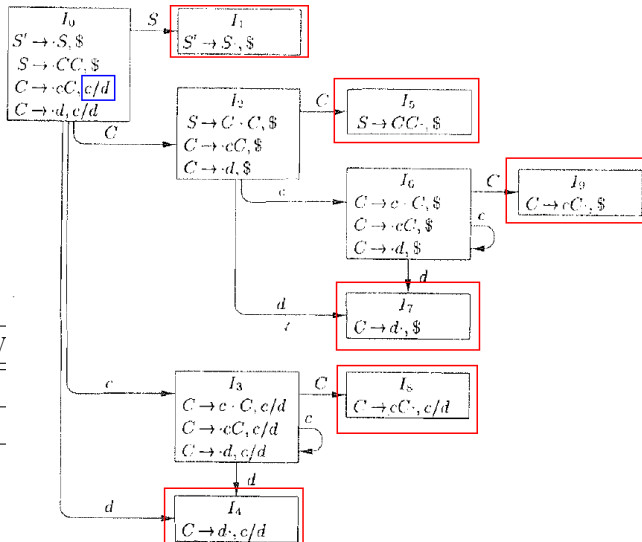 I₀
S' → ·S, $
S → ·CC, $
C → ·cC, c/d
C → ·d, c/d
S
I₁
S' → S·, $
C
I₂
S → C · C, $
C → ·cC, $
C → ·d, $
C
I₅
S → CC·, $
c
I₆
C → c · C, $
C → ·cC, $
C → ·d, $
c
C
I₉
C → cC·, $
d
d
I₇
C → d·, $
c
I₃
C → c · C, c/d
C → ·cC, c/d
C → ·d, c/d
c
C
I₈
C → cC·, c/d
d
d
I₄
C → d·, c/d